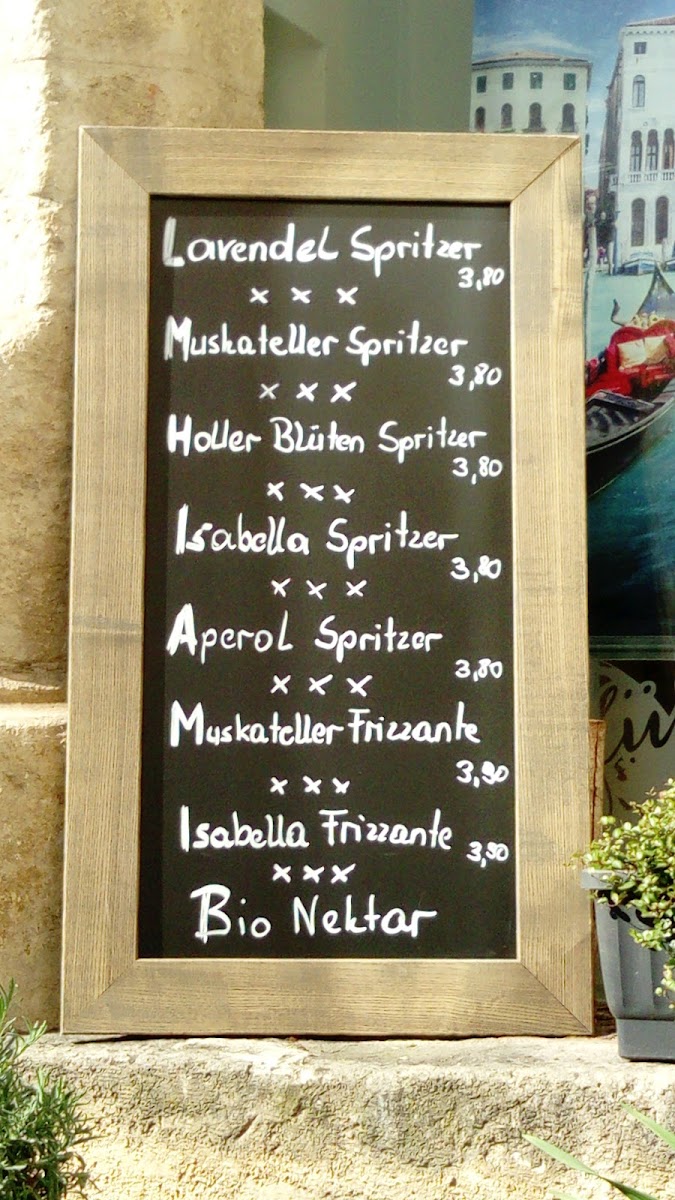 Lavendel Spritzer
3,80
x x x
Muskateller Spritzer
3,80
x x x
Holler Blüten Spritzer
3,80
x x x
Isabella Spritzer
3,80
x x x
Aperol Spritzer
3,80
x x x
Muskateller Frizzante
3,90
x x x
Isabella Frizzante
3,90
x x x
Bio Nektar